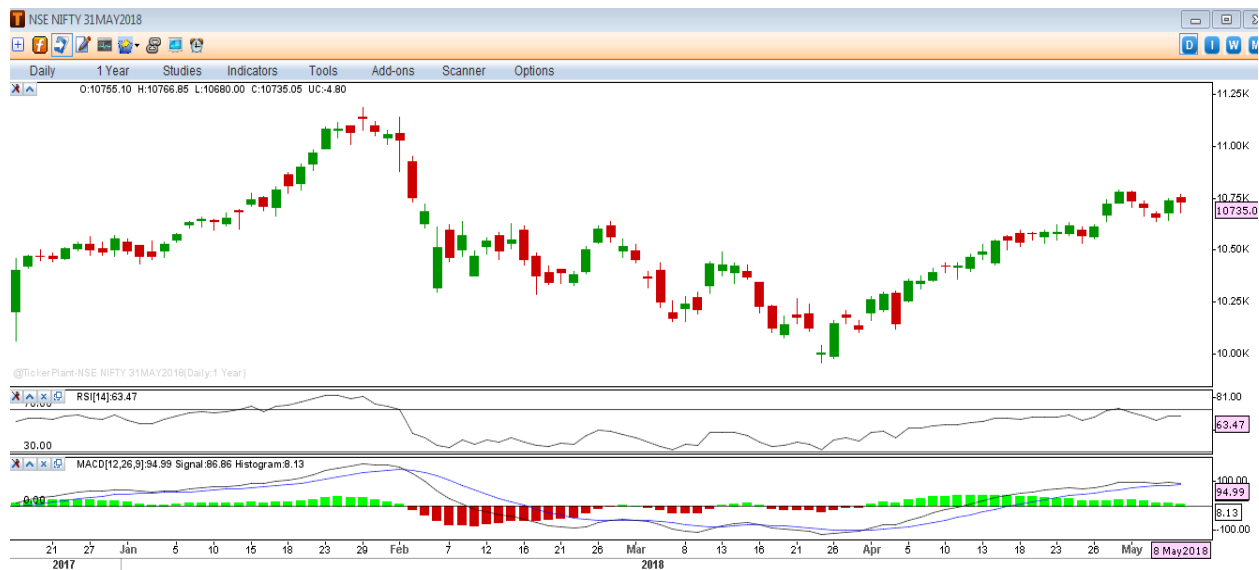 NSE NIFTY 31MAY2018
D I W M
Daily 1 Year Studies Indicators Tools Add-ons Scanner Options
O:10755.10 H:10766.85 L:10680.00 C:10735.05 UC:-4.80
11.25K
11.00K
10.75K
10735.0
10.50K
10.25K
10.00K
@TickerPlant-NSE NIFTY 31MAY2018(Daily:1 Year)
RSI[14]:63.47
70.00
81.00
63.47
30.00
MACD[12,26,9]:94.99 Signal:86.86 Histogram:8.13
100.00
94.99
0.00
8.13
-100.00
21 27 Jan 5 10 15 18 23 29 Feb 7 12 16 21 26 Mar 8 13 16 21 26 Apr 5 10 13 18 23 26 May 8 May2018
2017 2018